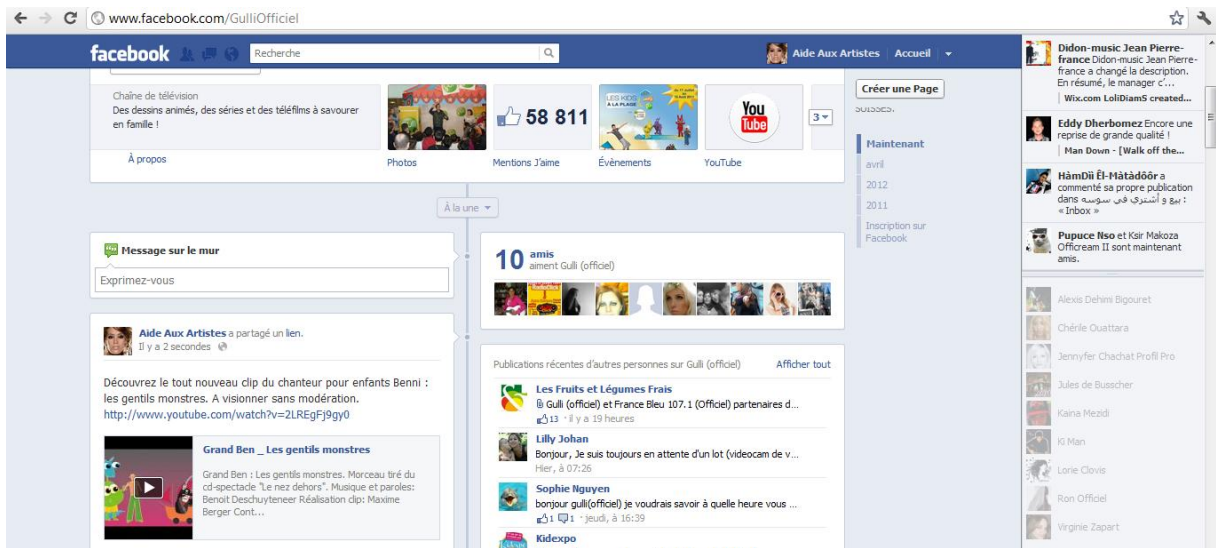 www.facebook.com/GulliOfficiel
facebook
Recherche
Aide Aux Artistes
Accueil
Chaîne de télévision
Des dessins animés, des séries et des téléfilms à savourer
en famille !
À propos
Photos
58 811
Mentions J'aime
LES KIDS
À LA PLAGE
Évènements
You
Tube
YouTube
3
À la une
Message sur le mur
Exprimez-vous
Aide Aux Artistes a partagé un lien.
Il y a 2 secondes
Découvrez le tout nouveau clip du chanteur pour enfants Benni :
les gentils monstres. A visionner sans modération.
http://www.youtube.com/watch?v=2LREgFj9gy0
Grand Ben _ Les gentils monstres
Grand Ben : Les gentils monstres. Morceau tiré du
cd-spectacle "Le nez dehors". Musique et paroles:
Benoit Deschuyteneer Réalisation clip: Maxime
Berger Cont...
10 amis
aiment Gulli (officiel)
Publications récentes d'autres personnes sur Gulli (officiel)
Afficher tout
Les Fruits et Légumes Frais
Gulli (officiel) et France Bleu 107.1 (Officiel) partenaires d...
13 · il y a 19 heures
Lilly Johan
Bonjour, Je suis toujours en attente d'un lot (videocam de v...
Hier, à 07:26
Sophie Nguyen
bonjour gulli(officiel) je voudrais savoir à quelle heure vous ...
1 1 · jeudi, à 16:39
Kidexpo
Créer une Page
suisses.
Maintenant
avril
2012
2011
Inscription sur
Facebook
Didon-music Jean Pierre-
france Didon-music Jean Pierre-
france a changé la description.
En résumé, le manager c'...
Wix.com LoliDiamS created...
Eddy Dherbomez Encore une
reprise de grande qualité !
Man Down - [Walk off the...
HàmDìì Êl-Màtàdôôr a
commenté sa propre publication
dans بيع و أشتري في سوسه :
« Inbox »
Pupuce Nso et Ksir Makoza
Officream II sont maintenant
amis.
Alexis Dehimi Bigouret
Chérile Ouattara
Jennyfer Chachat Profil Pro
Jules de Busscher
Kaina Mezidi
Ki Man
Lorie Clovis
Ron Officiel
Virginie Zapart